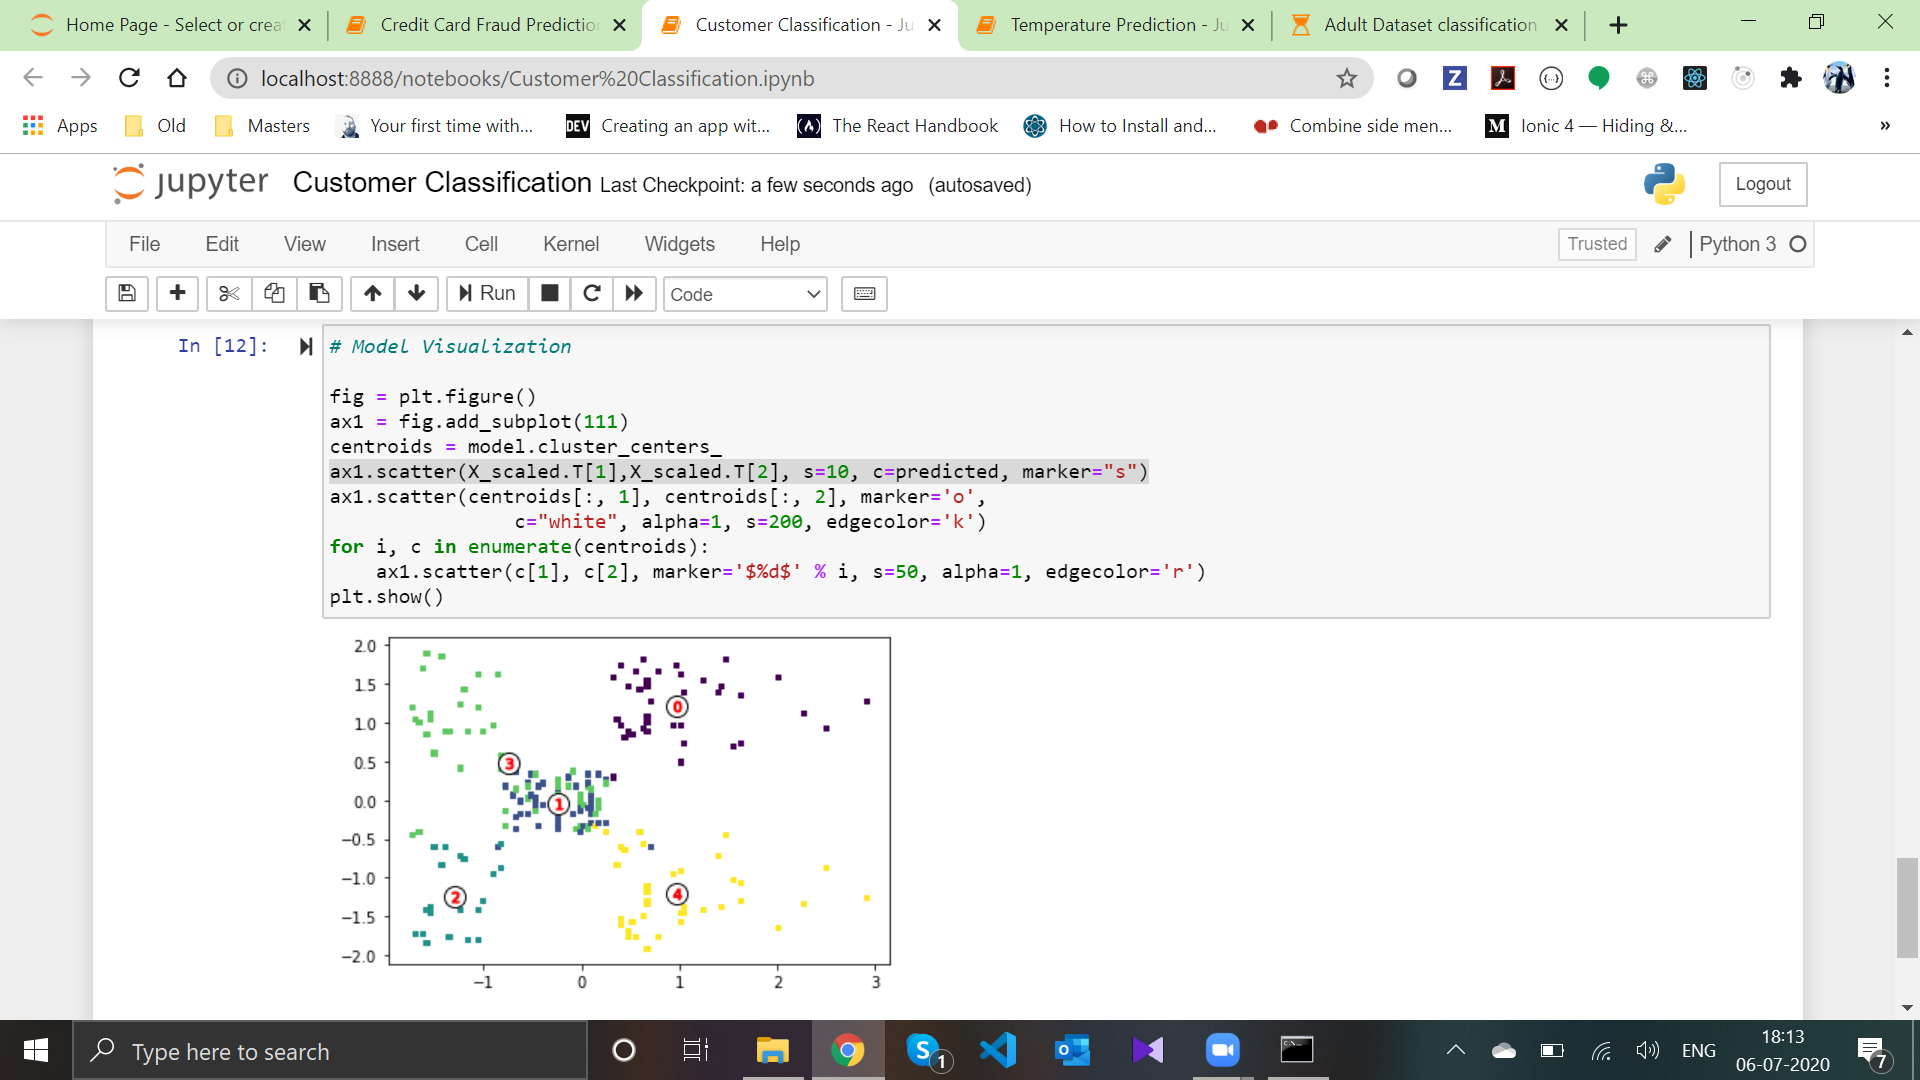 Home Page - Select or crea
Credit Card Fraud Prediction
Customer Classification - Ju
Temperature Prediction - Ju
Adult Dataset classification
localhost:8888/notebooks/Customer%20Classification.ipynb
Apps Old Masters Your first time with... DEV Creating an app wit... The React Handbook How to Install and... Combine side men... M Ionic 4 — Hiding &... »
jupyter Customer Classification Last Checkpoint: a few seconds ago (autosaved) Logout
File Edit View Insert Cell Kernel Widgets Help Trusted Python 3
Run Code
In [12]:
# Model Visualization
fig = plt.figure()
ax1 = fig.add_subplot(111)
centroids = model.cluster_centers_
ax1.scatter(X_scaled.T[1],X_scaled.T[2], s=10, c=predicted, marker="s")
ax1.scatter(centroids[:, 1], centroids[:, 2], marker='o',
c="white", alpha=1, s=200, edgecolor='k')
for i, c in enumerate(centroids):
ax1.scatter(c[1], c[2], marker='$%d$' % i, s=50, alpha=1, edgecolor='r')
plt.show()
2.0
1.5
1.0
0.5
0.0
−0.5
−1.0
−1.5
−2.0
0
3
1
2
4
−1 0 1 2 3
Type here to search
S 1
ENG
18:13
06-07-2020
7